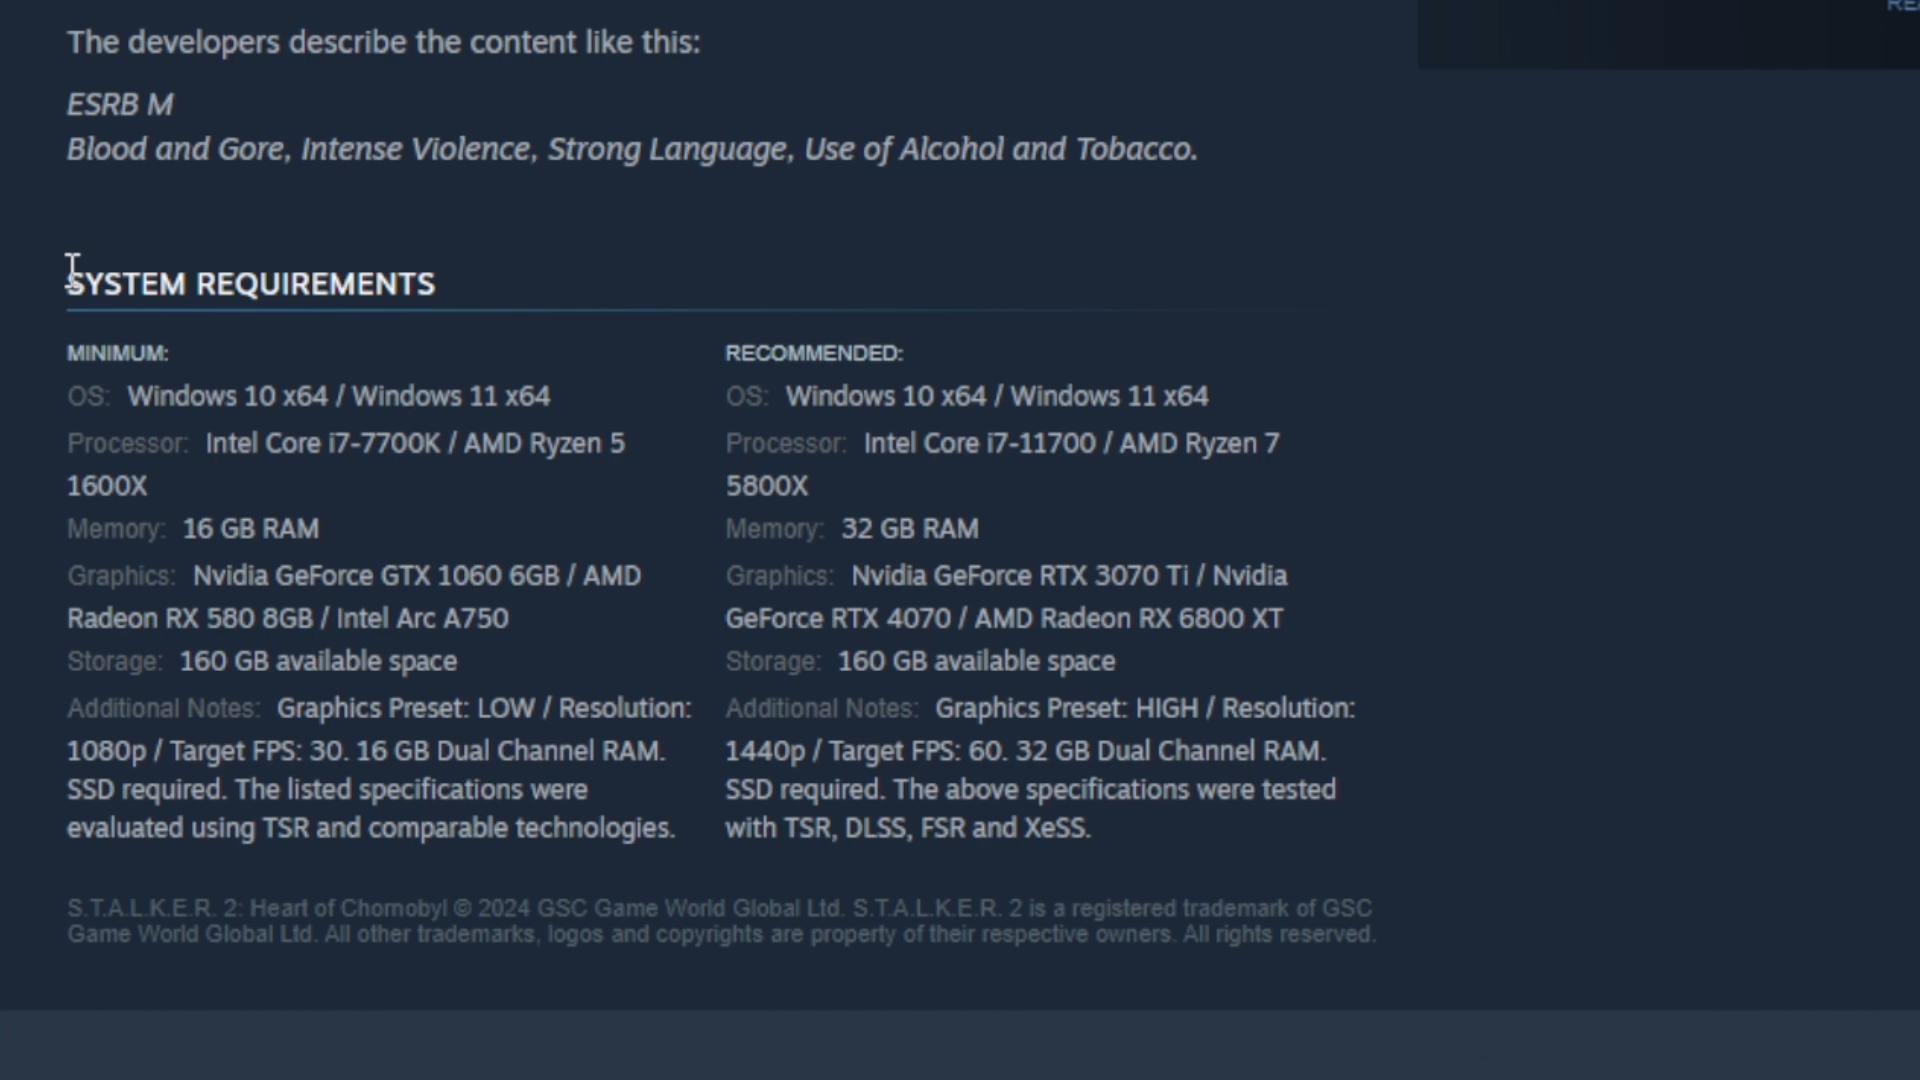 The developers describe the content like this:
ESRB M
Blood and Gore, Intense Violence, Strong Language, Use of Alcohol and Tobacco.
SYSTEM REQUIREMENTS
MINIMUM:
OS: Windows 10 x64 / Windows 11 x64
Processor: Intel Core i7-7700K / AMD Ryzen 5
1600X
Memory: 16 GB RAM
Graphics: Nvidia GeForce GTX 1060 6GB / AMD
Radeon RX 580 8GB / Intel Arc A750
Storage: 160 GB available space
Additional Notes: Graphics Preset: LOW / Resolution:
1080p / Target FPS: 30. 16 GB Dual Channel RAM.
SSD required. The listed specifications were
evaluated using TSR and comparable technologies.
RECOMMENDED:
OS: Windows 10 x64 / Windows 11 x64
Processor: Intel Core i7-11700 / AMD Ryzen 7
5800X
Memory: 32 GB RAM
Graphics: Nvidia GeForce RTX 3070 Ti / Nvidia
GeForce RTX 4070 / AMD Radeon RX 6800 XT
Storage: 160 GB available space
Additional Notes: Graphics Preset: HIGH / Resolution:
1440p / Target FPS: 60. 32 GB Dual Channel RAM.
SSD required. The above specifications were tested
with TSR, DLSS, FSR and XeSS.
S.T.A.L.K.E.R. 2: Heart of Chornobyl © 2024 GSC Game World Global Ltd. S.T.A.L.K.E.R. 2 is a registered trademark of GSC
Game World Global Ltd. All other trademarks, logos and copyrights are property of their respective owners. All rights reserved.